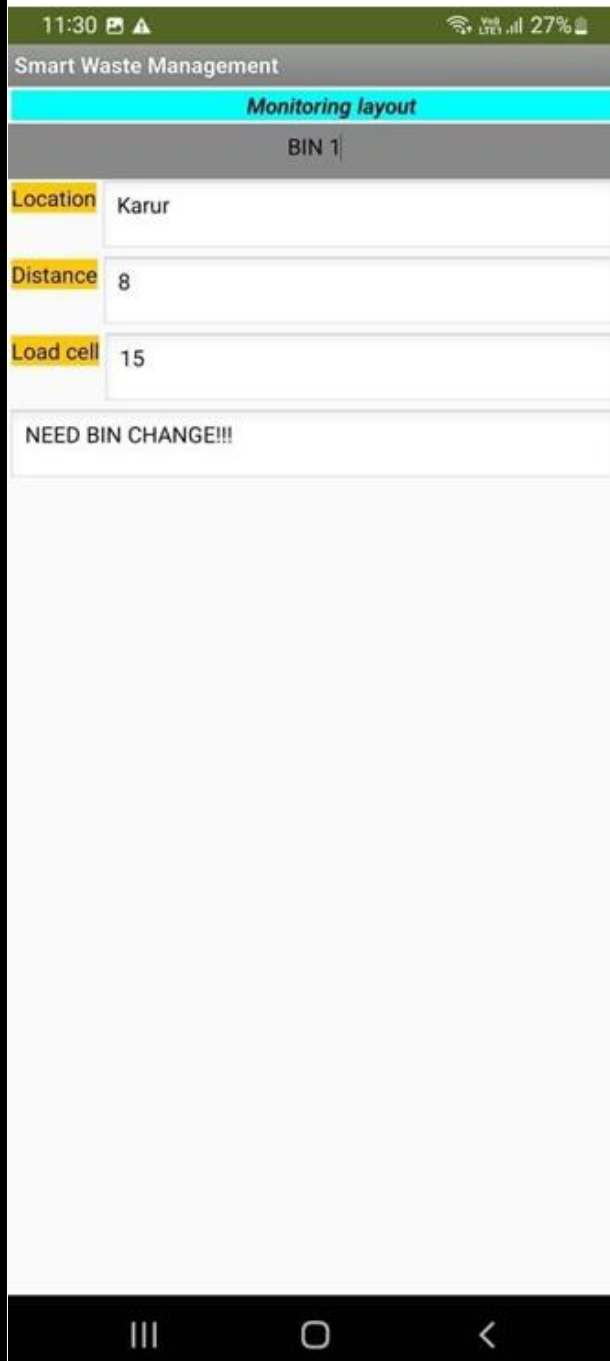 11:30 27%
Smart Waste Management
Monitoring layout
BIN 1
Location Karur
Distance 8
Load cell 15
NEED BIN CHANGE!!!